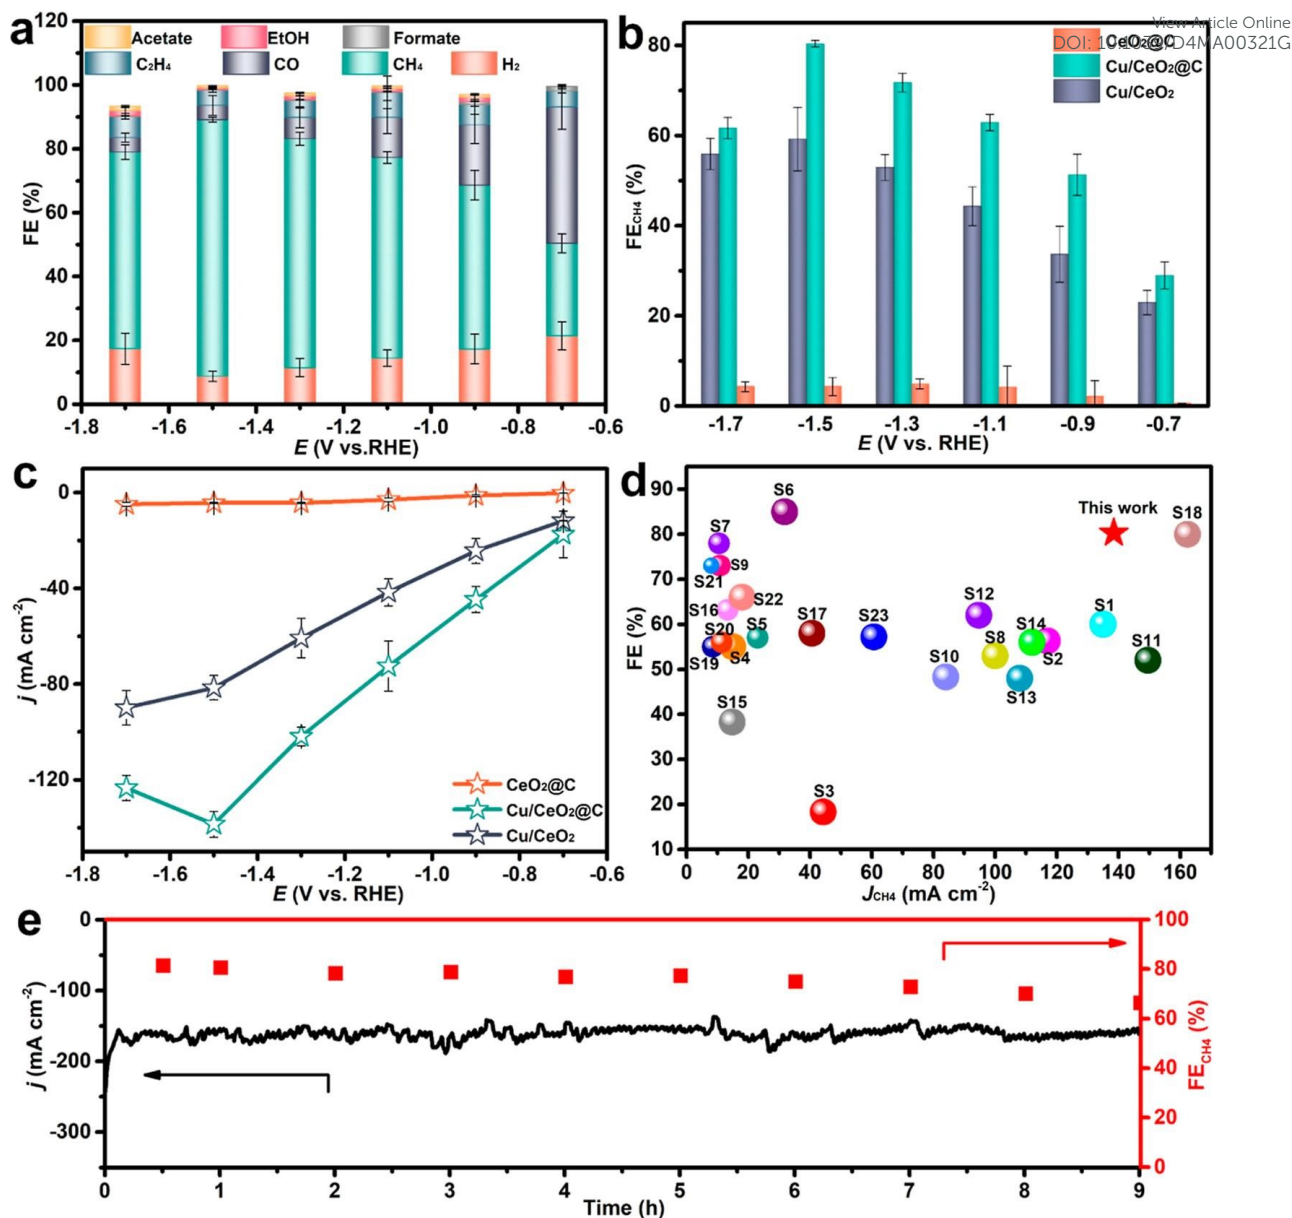 View Article Online
DOI: 10.1039/D4MA00321G
a
120
100
80
60
40
20
0
FE (%)
Acetate
EtOH
Formate
C₂H₄
CO
CH₄
H₂
-1.8
-1.6
-1.4
-1.2
-1.0
-0.8
-0.6
E (V vs.RHE)
b
80
60
40
20
0
FECH4 (%)
CeO₂@C
Cu/CeO₂@C
Cu/CeO₂
-1.7
-1.5
-1.3
-1.1
-0.9
-0.7
E (V vs. RHE)
c
0
-40
-80
-120
j (mA cm⁻²)
CeO₂@C
Cu/CeO₂@C
Cu/CeO₂
-1.8
-1.6
-1.4
-1.2
-1.0
-0.8
-0.6
E (V vs. RHE)
d
90
80
70
60
50
40
30
20
10
FE (%)
S6
This work
S18
S7
S9
S21
S16
S22
S5
S17
S23
S12
S14
S1
S20
S19
S4
S8
S2
S11
S10
S13
S15
S3
0
20
40
60
80
100
120
140
160
JCH4 (mA cm⁻²)
e
0
-100
-200
-300
j (mA cm⁻²)
100
80
60
40
20
0
FECH4 (%)
0
1
2
3
4
5
6
7
8
9
Time (h)